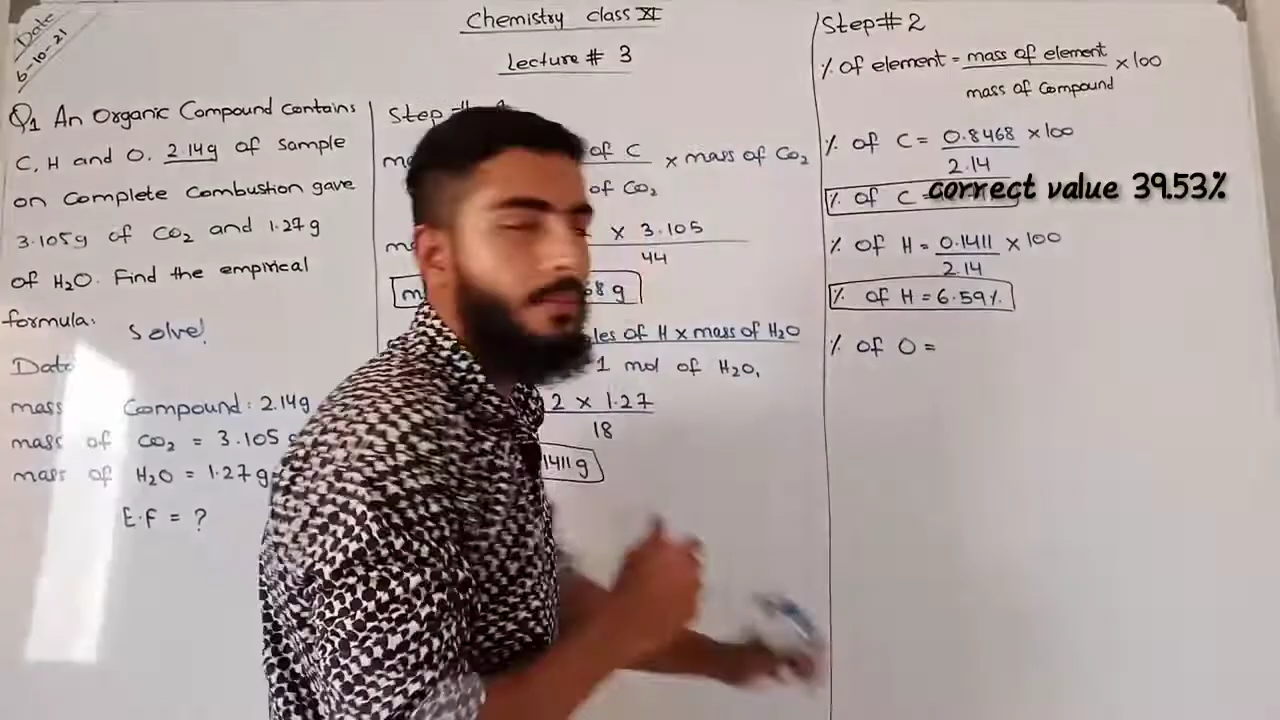 Date
6-10-21
Chemistry class XI
Lecture # 3
Q1 An Organic Compound contains
C, H and O. 2.14g of sample
on complete combustion gave
3.105g of CO₂ and 1.27g
of H₂O. Find the empirical
formula:
Solve!
Data
mass Compound: 2.14g
mass of CO₂ = 3.105
mass of H₂O = 1.27g
E.F = ?
Step #
of C × mass of CO₂
of CO₂
× 3.105
44
68 g
les of H × mass of H₂O
1 mol of H₂O,
2 × 1.27
18
1411 g
Step # 2
% of element = mass of element × 100
mass of Compound
% of C = 0.8468 × 100
2.14
% of C
correct value 39.53%
% of H = 0.1411 × 100
2.14
% of H = 6.59%
% of O =